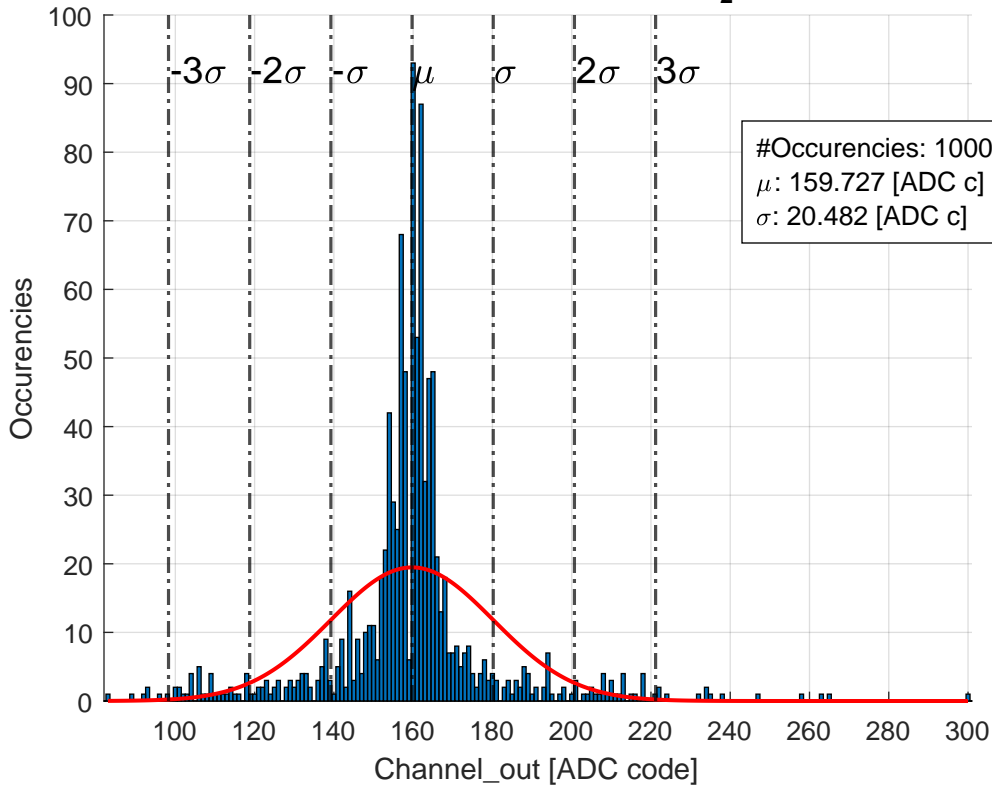 2
100
90
80
70
60
50
40
30
20
10
0
Occurencies
-3σ
-2σ
-σ
μ
σ
2σ
3σ
#Occurencies: 1000
μ: 159.727 [ADC c]
σ: 20.482 [ADC c]
100 120 140 160 180 200 220 240 260 280 300
Channel_out [ADC code]